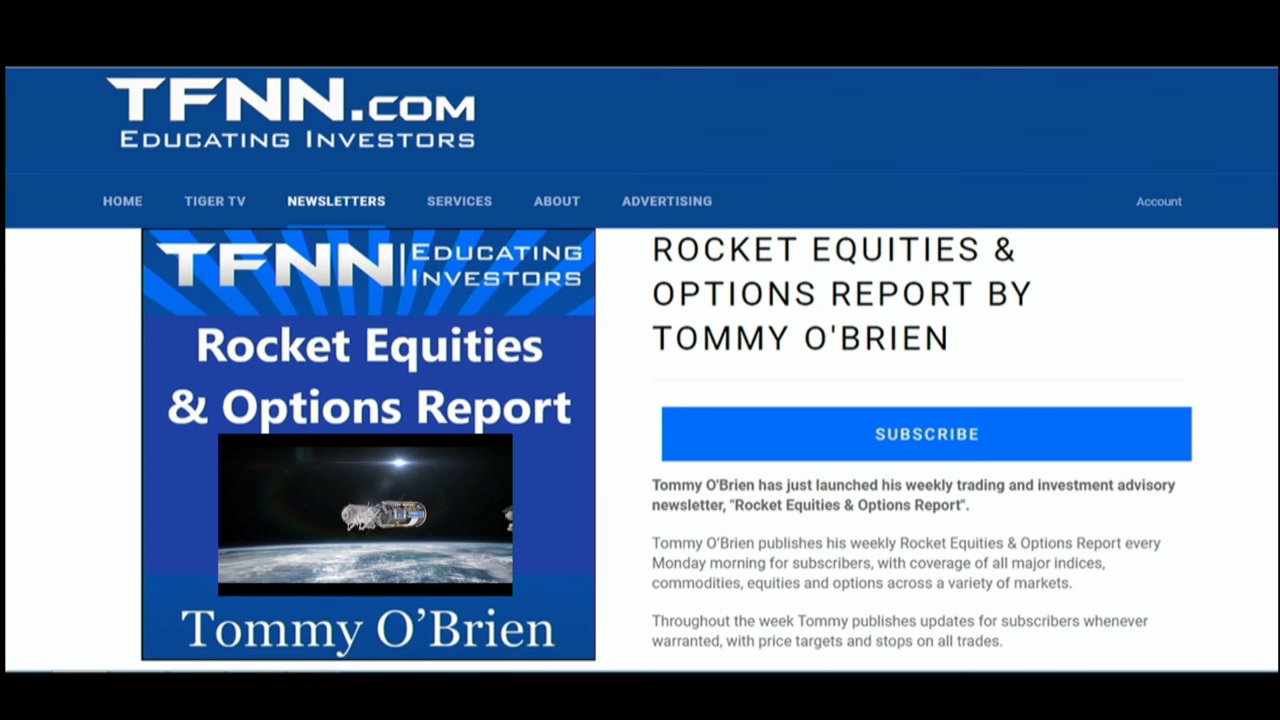 TFNN.COM
EDUCATING INVESTORS
HOME TIGER TV NEWSLETTERS SERVICES ABOUT ADVERTISING Account
TFNN EDUCATING
INVESTORS
Rocket Equities
& Options Report
Tommy O’Brien
ROCKET EQUITIES &
OPTIONS REPORT BY
TOMMY O'BRIEN
SUBSCRIBE
Tommy O'Brien has just launched his weekly trading and investment advisory
newsletter, "Rocket Equities & Options Report".
Tommy O’Brien publishes his weekly Rocket Equities & Options Report every
Monday morning for subscribers, with coverage of all major indices,
commodities, equities and options across a variety of markets.
Throughout the week Tommy publishes updates for subscribers whenever
warranted, with price targets and stops on all trades.